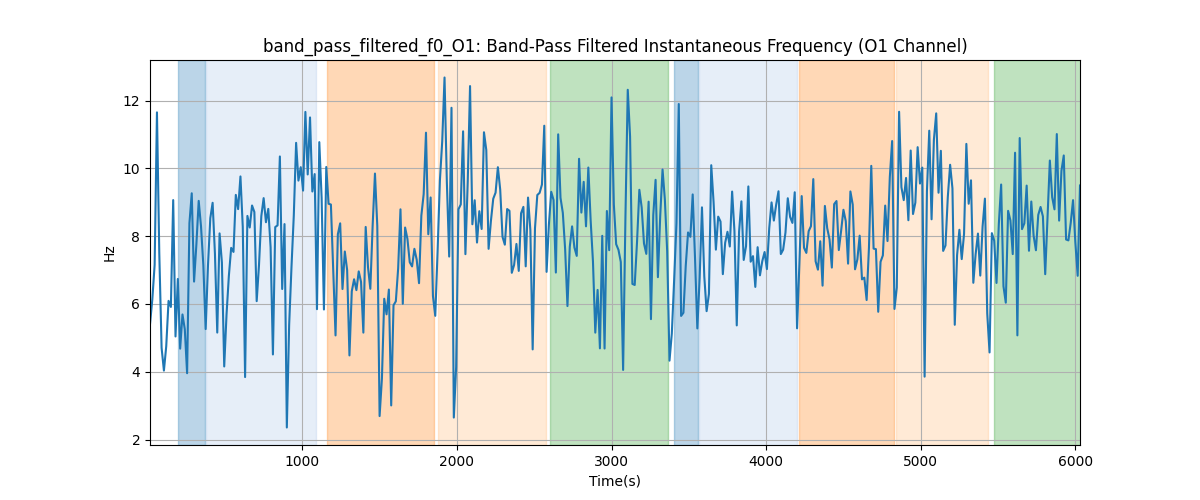 band_pass_filtered_f0_O1: Band-Pass Filtered Instantaneous Frequency (O1 Channel)
12
10
8
6
4
2
Hz
1000 2000 3000 4000 5000 6000
Time(s)